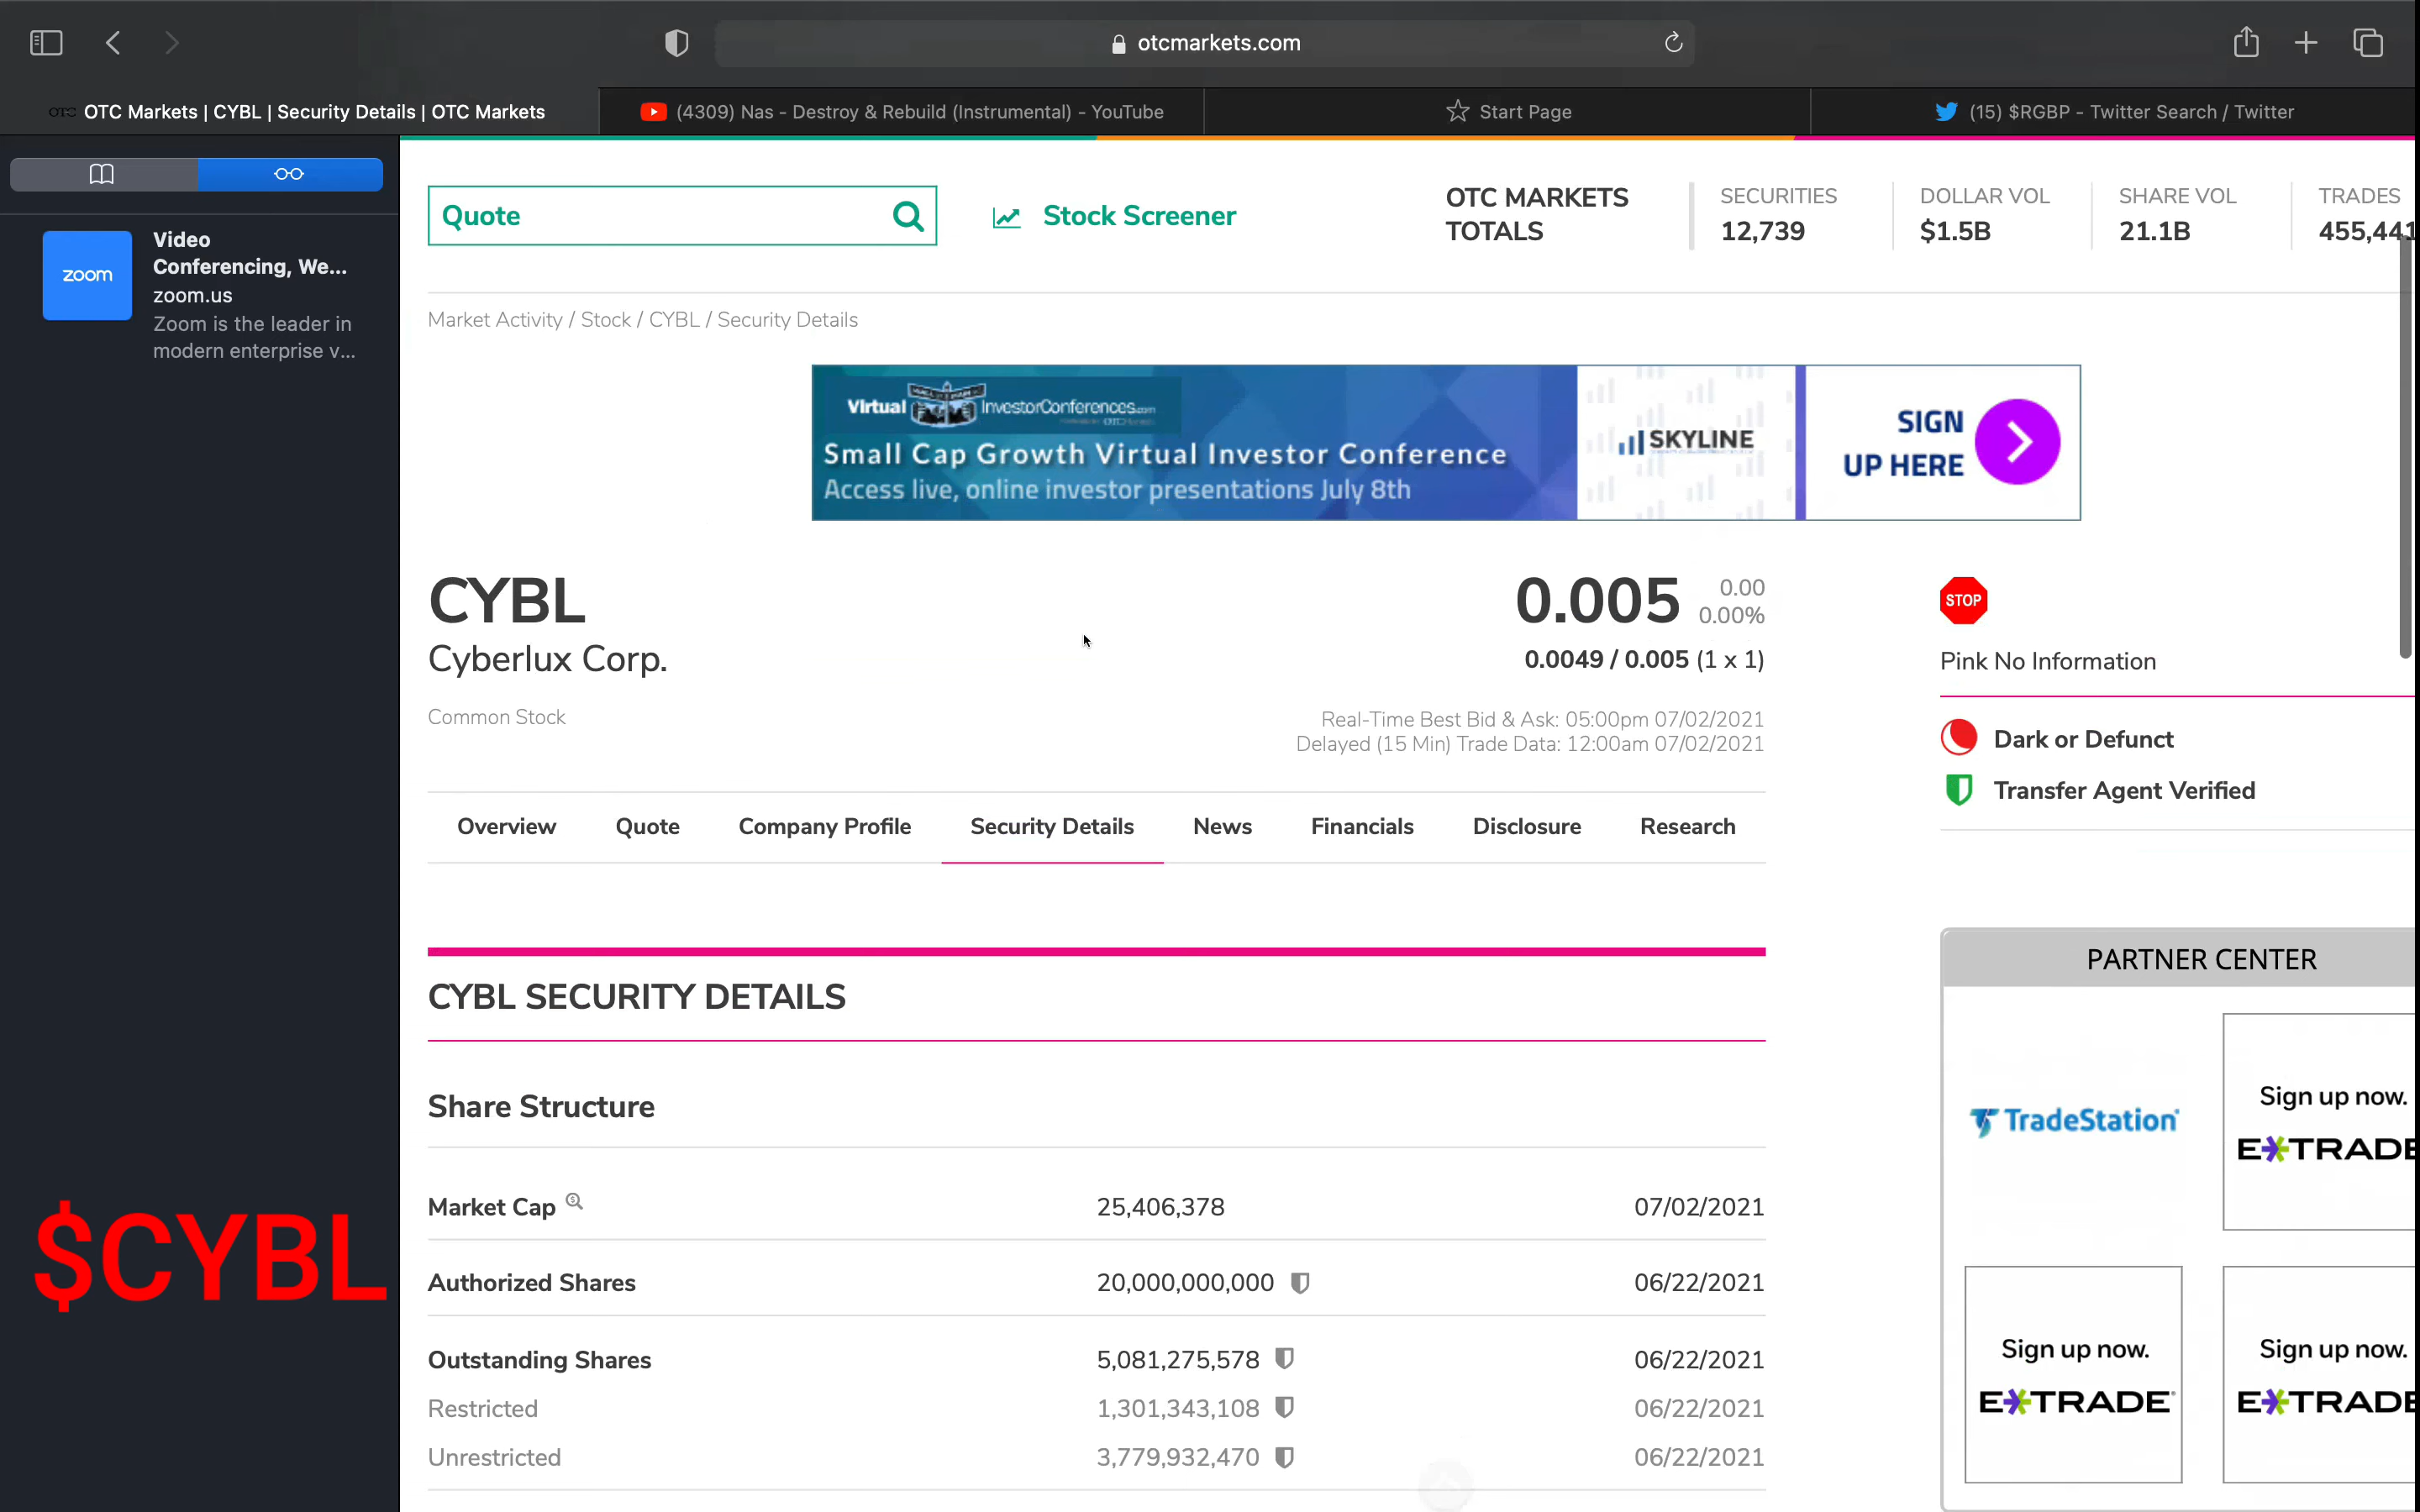 otcmarkets.com
OTC Markets | CYBL | Security Details | OTC Markets
(4309) Nas - Destroy & Rebuild (Instrumental) - YouTube
Start Page
(15) $RGBP - Twitter Search / Twitter
zoom
Video
Conferencing, We...
zoom.us
Zoom is the leader in
modern enterprise v...
Quote
Stock Screener
OTC MARKETS
TOTALS
SECURITIES
12,739
DOLLAR VOL
$1.5B
SHARE VOL
21.1B
TRADES
455,441
Market Activity / Stock / CYBL / Security Details
Virtual InvestorConferences.com
Small Cap Growth Virtual Investor Conference
Access live, online investor presentations July 8th
SKYLINE
SIGN
UP HERE
CYBL
Cyberlux Corp.
Common Stock
0.005
0.00
0.00%
0.0049 / 0.005 (1 x 1)
Real-Time Best Bid & Ask: 05:00pm 07/02/2021
Delayed (15 Min) Trade Data: 12:00am 07/02/2021
STOP
Pink No Information
Dark or Defunct
Transfer Agent Verified
Overview Quote Company Profile Security Details News Financials Disclosure Research
CYBL SECURITY DETAILS
Share Structure
Market Cap 25,406,378 07/02/2021
Authorized Shares 20,000,000,000 06/22/2021
Outstanding Shares 5,081,275,578 06/22/2021
Restricted 1,301,343,108 06/22/2021
Unrestricted 3,779,932,470 06/22/2021
PARTNER CENTER
TradeStation
Sign up now.
E*TRADE
Sign up now.
E*TRADE
Sign up now.
E*TRADE
$CYBL